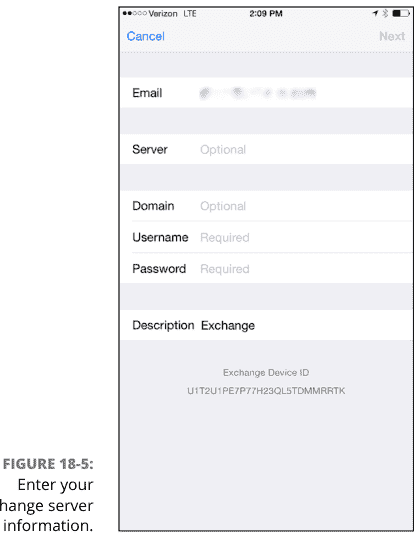 Verizon LTE 2:09 PM
Cancel Next
Email
Server Optional
Domain Optional
Username Required
Password Required
Description Exchange
Exchange Device ID
U1T2U1PE7P77H23QL5TDMMRRTK
FIGURE 18-5:
Enter your
hange server
information.